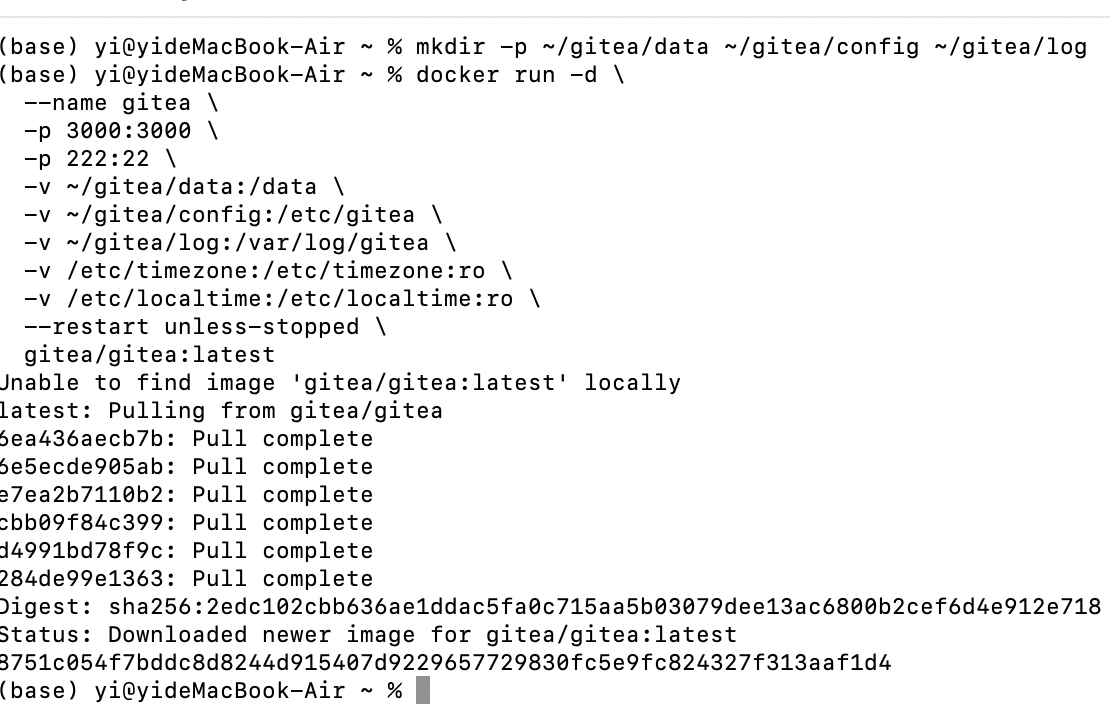 (base) yi@yideMacBook-Air ~ % mkdir -p ~/gitea/data ~/gitea/config ~/gitea/log
(base) yi@yideMacBook-Air ~ % docker run -d \
  --name gitea \
  -p 3000:3000 \
  -p 222:22 \
  -v ~/gitea/data:/data \
  -v ~/gitea/config:/etc/gitea \
  -v ~/gitea/log:/var/log/gitea \
  -v /etc/timezone:/etc/timezone:ro \
  -v /etc/localtime:/etc/localtime:ro \
  --restart unless-stopped \
  gitea/gitea:latest
Unable to find image 'gitea/gitea:latest' locally
latest: Pulling from gitea/gitea
6ea436aecb7b: Pull complete
6e5ecde905ab: Pull complete
e7ea2b7110b2: Pull complete
cbb09f84c399: Pull complete
d4991bd78f9c: Pull complete
284de99e1363: Pull complete
Digest: sha256:2edc102cbb636ae1ddac5fa0c715aa5b03079dee13ac6800b2cef6d4e912e718
Status: Downloaded newer image for gitea/gitea:latest
8751c054f7bddc8d8244d915407d9229657729830fc5e9fc824327f313aaf1d4
(base) yi@yideMacBook-Air ~ %